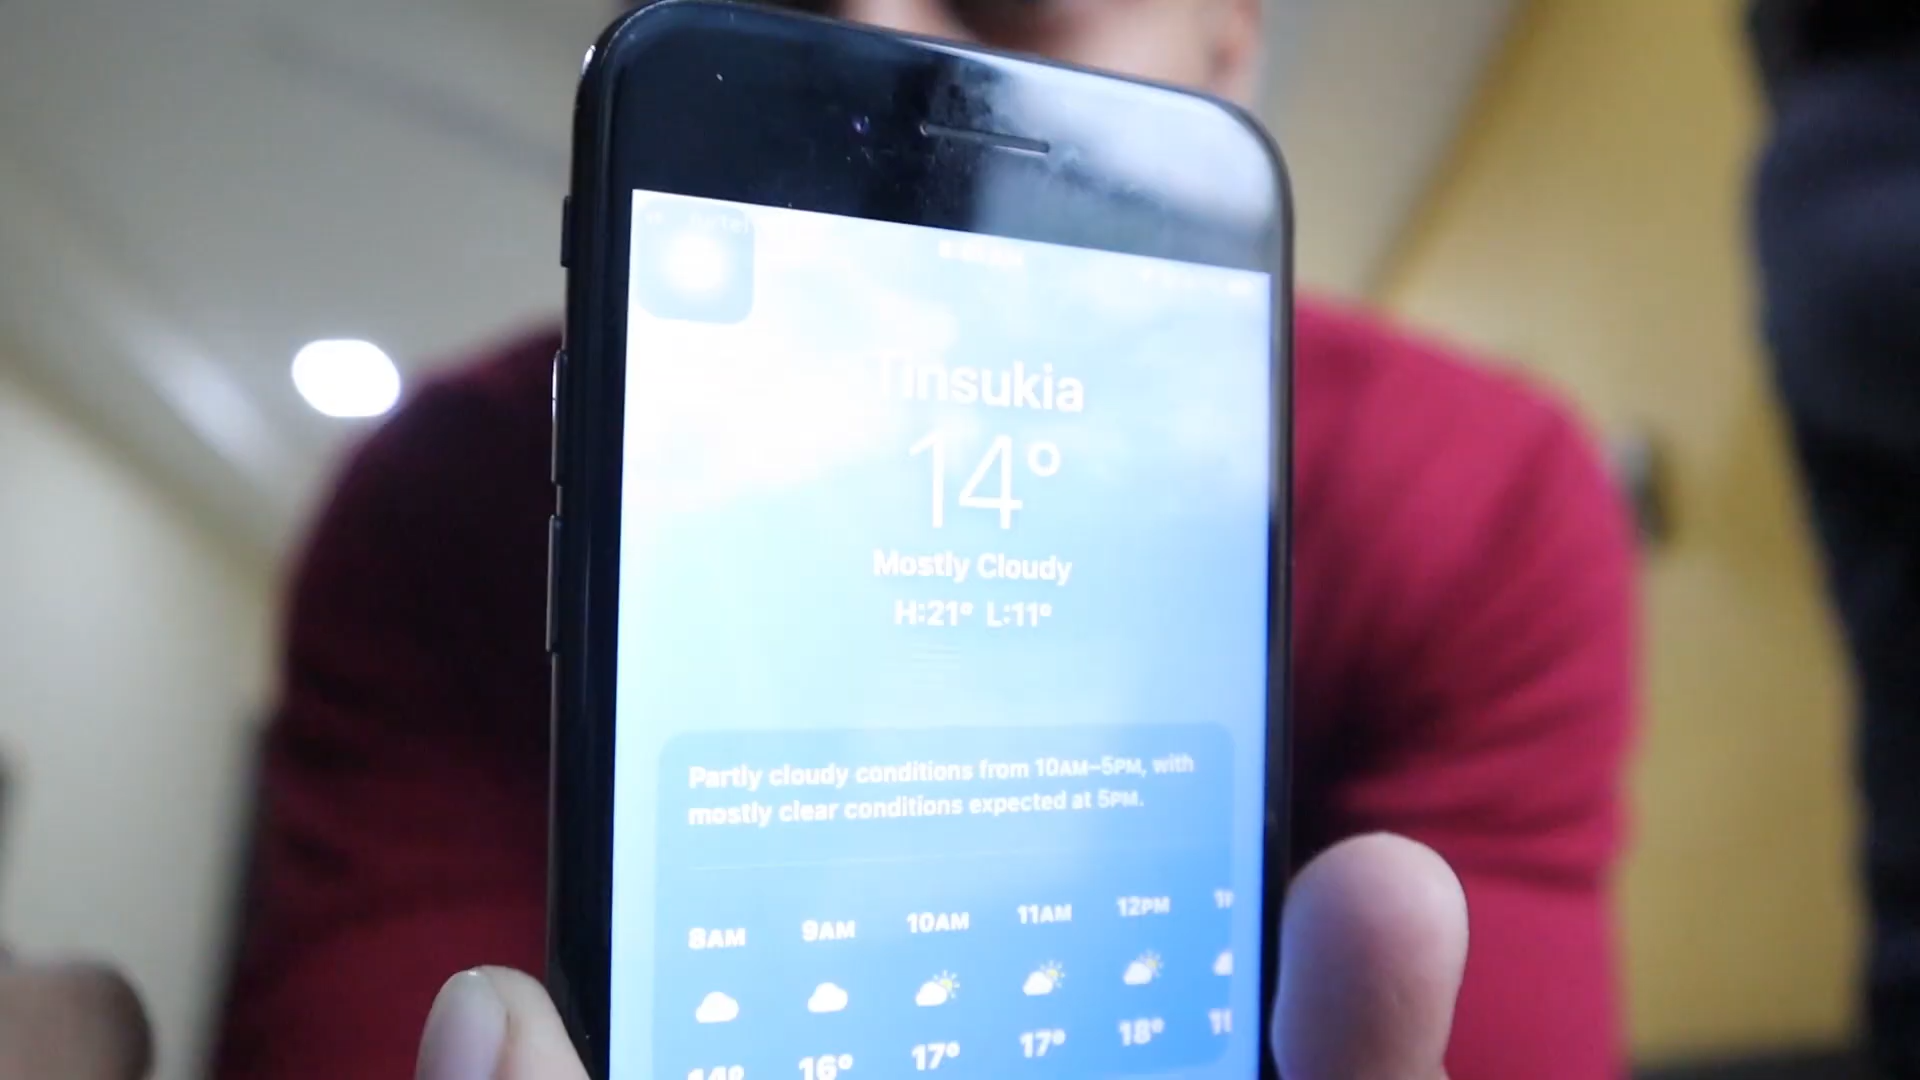 Tinsukia
14°
Mostly Cloudy
H:21° L:11°
Partly cloudy conditions from 10AM–5PM, with
mostly clear conditions expected at 5PM.
8AM 9AM 10AM 11AM 12PM
14° 16° 17° 17° 18°